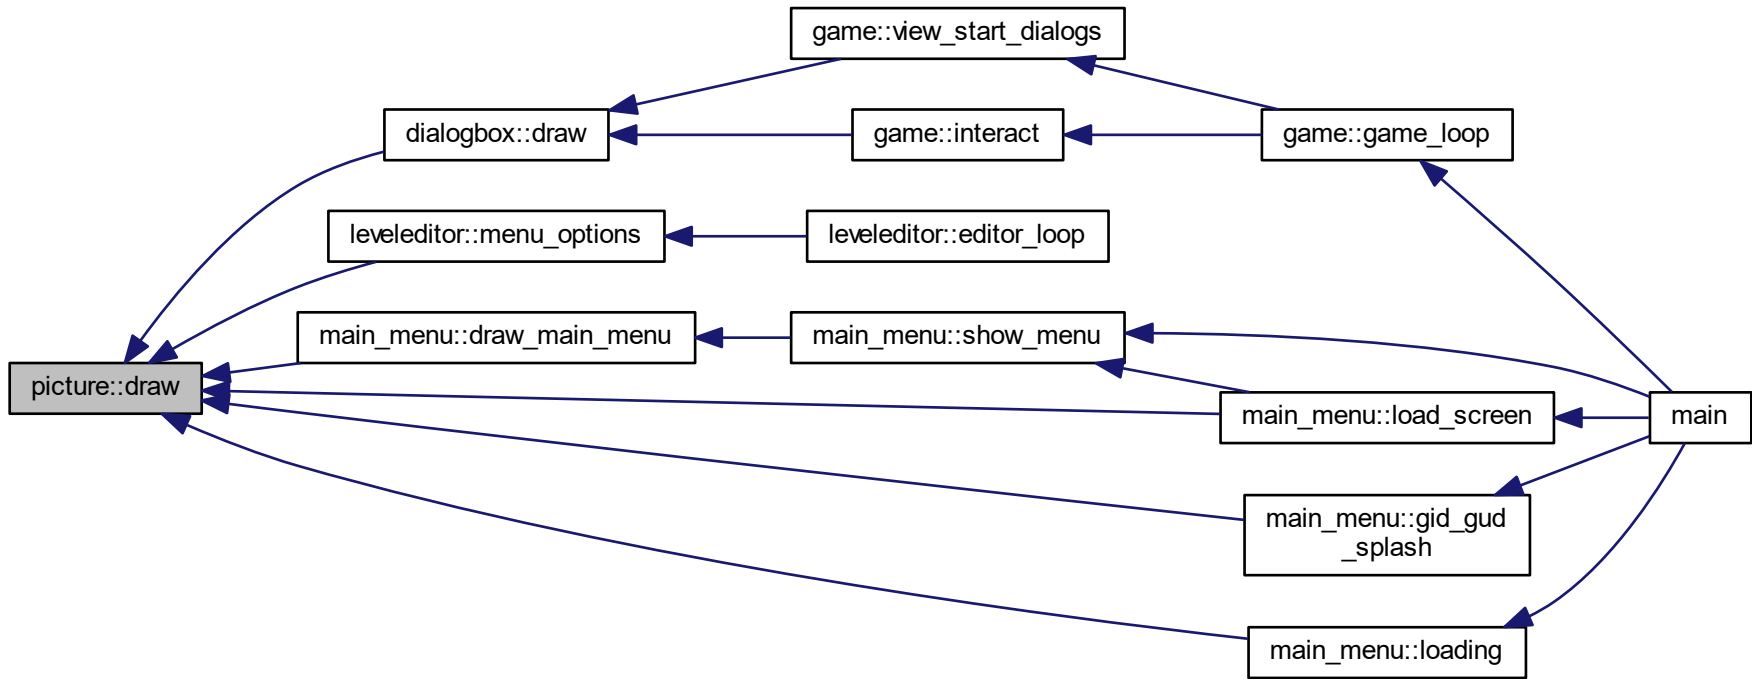 game::view_start_dialogs
dialogbox::draw
game::interact
game::game_loop
leveleditor::menu_options
leveleditor::editor_loop
main_menu::draw_main_menu
main_menu::show_menu
picture::draw
main_menu::load_screen
main
main_menu::gid_gud
_splash
main_menu::loading